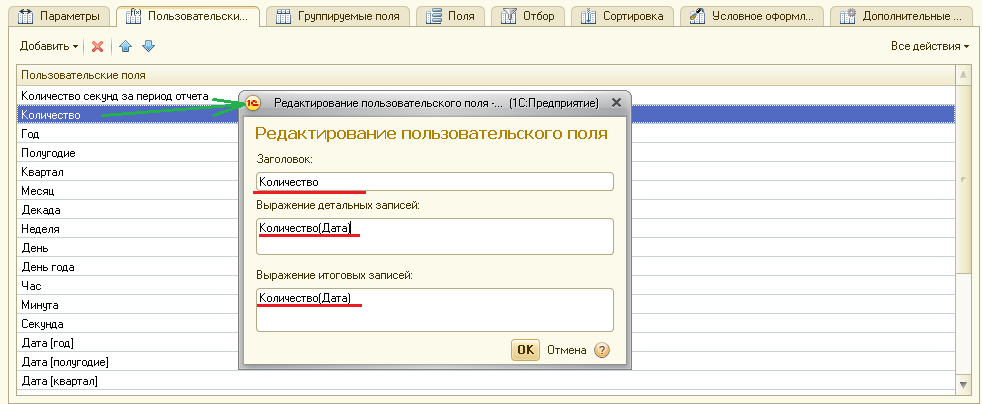 Параметры
Пользовательски...
Группируемые поля
Поля
Отбор
Сортировка
Условное оформл...
Дополнительные ...
Добавить
Все действия
Пользовательские поля
Количество секунд за период отчета
Количество
Год
Полугодие
Квартал
Месяц
Декада
Неделя
День
День года
Час
Минута
Секунда
Дата [год]
Дата [полугодие]
Дата [квартал]
1С Редактирование пользовательского поля -... (1С:Предприятие)
Редактирование пользовательского поля
Заголовок:
Количество
Выражение детальных записей:
Количество(Дата)
Выражение итоговых записей:
Количество(Дата)
OK Отмена ?